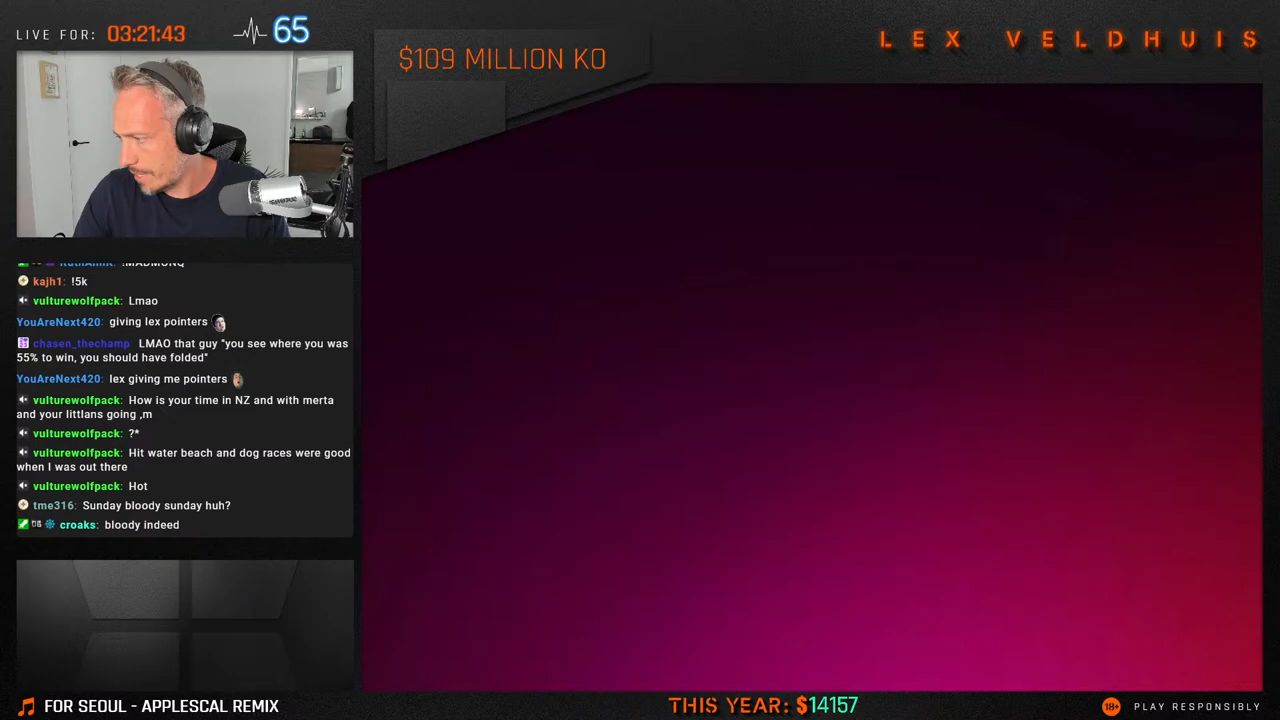 LIVE FOR: 03:21:43 65
$109 MILLION KO
LEX VELDHUIS
kajh1: !5k
vulturewolfpack: Lmao
YouAreNext420: giving lex pointers
chasen_thechamp: LMAO that guy "you see where you was
55% to win, you should have folded"
YouAreNext420: lex giving me pointers
vulturewolfpack: How is your time in NZ and with merta
and your littlans going ,m
vulturewolfpack: ?*
vulturewolfpack: Hit water beach and dog races were good
when I was out there
vulturewolfpack: Hot
tme316: Sunday bloody sunday huh?
croaks: bloody indeed
FOR SEOUL - APPLESCAL REMIX
THIS YEAR: $14157
18+ PLAY RESPONSIBLY